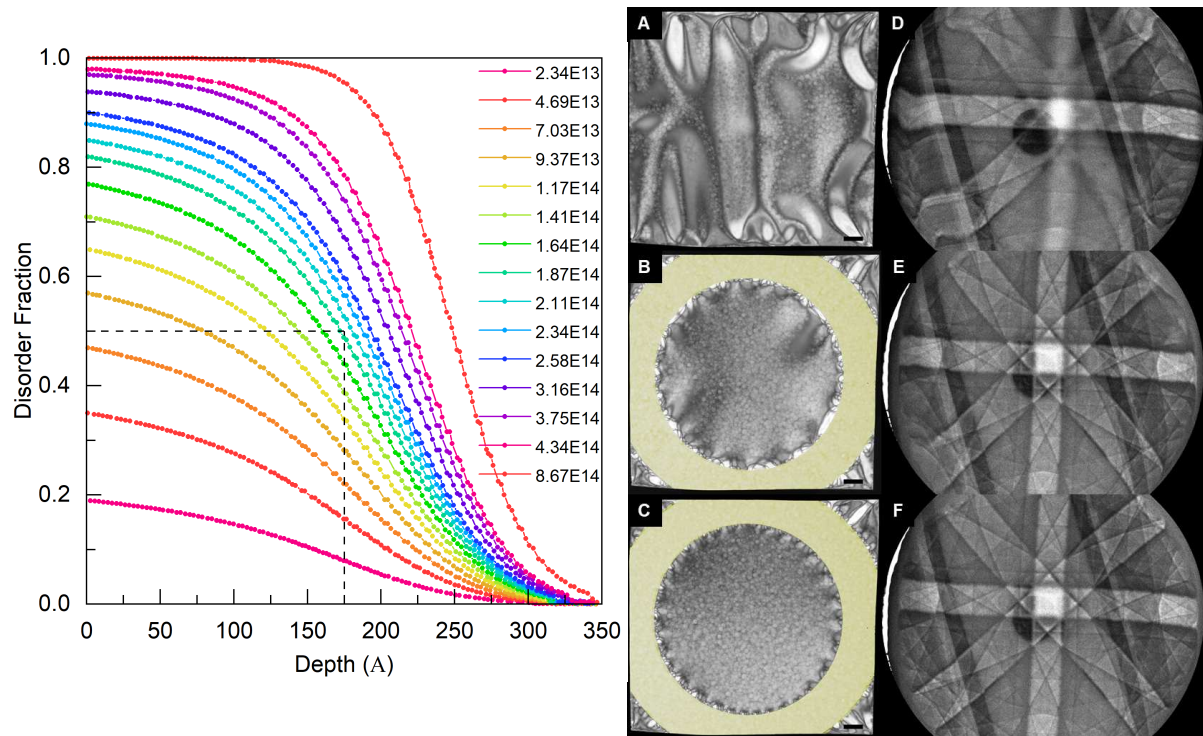 1.0
0.8
0.6
0.4
0.2
0.0
Disorder Fraction
0
50
100
150
200
250
300
350
Depth (A)
2.34E13
4.69E13
7.03E13
9.37E13
1.17E14
1.41E14
1.64E14
1.87E14
2.11E14
2.34E14
2.58E14
3.16E14
3.75E14
4.34E14
8.67E14
A
D
B
E
C
F